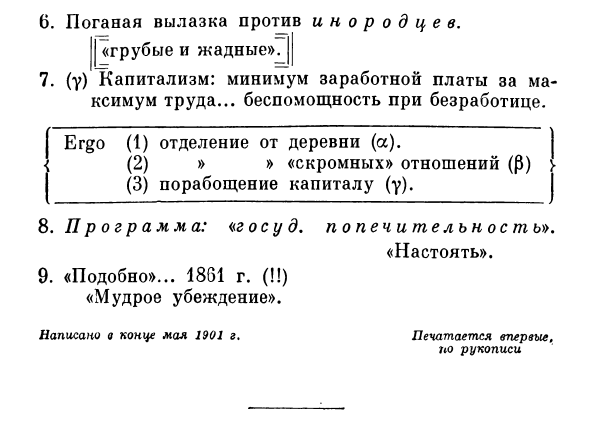 6. Поганая вылазка против инородцев.
«грубые и жадные».
7. (γ) Капитализм: минимум заработной платы за ма-
ксимум труда... беспомощность при безработице.
Ergo (1) отделение от деревни (α).
(2) » » «скромных» отношений (β)
(3) порабощение капиталу (γ).
8. Программа: «госуд. попечительность».
«Настоять».
9. «Подобно»... 1861 г. (!!)
«Мудрое убеждение».
Написано в конце мая 1901 г.
Печатается впервые,
по рукописи